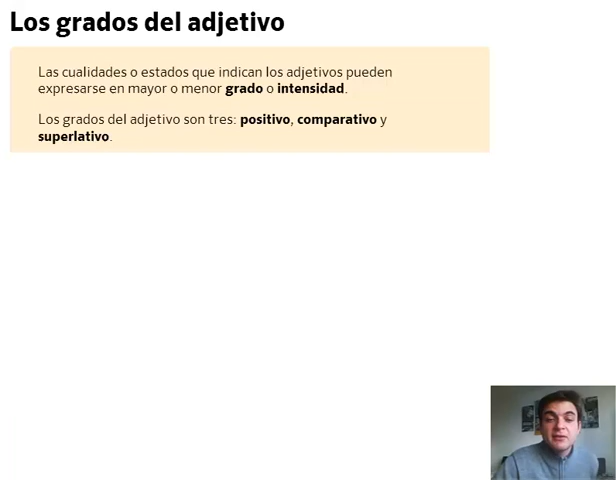 Los grados del adjetivo
Las cualidades o estados que indican los adjetivos pueden
expresarse en mayor o menor grado o intensidad.
Los grados del adjetivo son tres: positivo, comparativo y
superlativo.